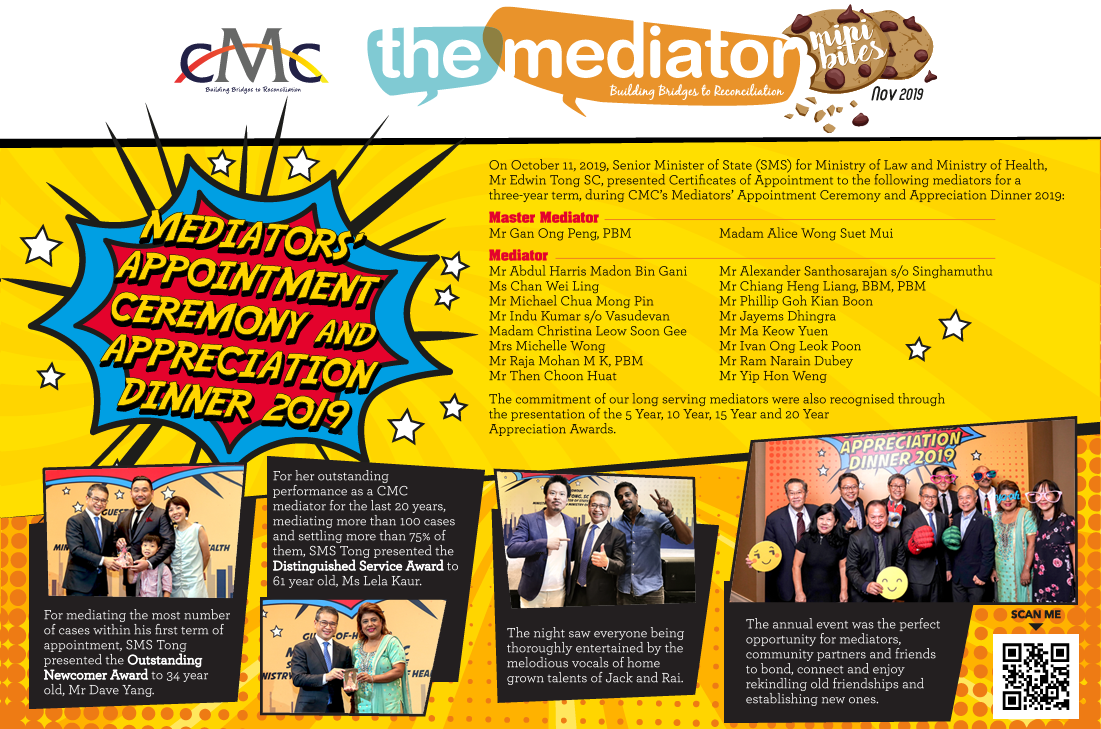 CMC
Building Bridges to Reconciliation
the mediator
Building Bridges to Reconciliation
mini
bites
Nov 2019
MEDIATORS'
APPOINTMENT
CEREMONY AND
APPRECIATION
DINNER 2019
On October 11, 2019, Senior Minister of State (SMS) for Ministry of Law and Ministry of Health,
Mr Edwin Tong SC, presented Certificates of Appointment to the following mediators for a
three-year term, during CMC's Mediators' Appointment Ceremony and Appreciation Dinner 2019:
Master Mediator
Mr Gan Ong Peng, PBM
Madam Alice Wong Suet Mui
Mediator
Mr Abdul Harris Madon Bin Gani
Ms Chan Wei Ling
Mr Michael Chua Mong Pin
Mr Indu Kumar s/o Vasudevan
Madam Christina Leow Soon Gee
Mrs Michelle Wong
Mr Raja Mohan M K, PBM
Mr Then Choon Huat
Mr Alexander Santhosarajan s/o Singhamuthu
Mr Chiang Heng Liang, BBM, PBM
Mr Phillip Goh Kian Boon
Mr Jayems Dhingra
Mr Ma Keow Yuen
Mr Ivan Ong Leok Poon
Mr Ram Narain Dubey
Mr Yip Hon Weng
The commitment of our long serving mediators were also recognised through
the presentation of the 5 Year, 10 Year, 15 Year and 20 Year
Appreciation Awards.
For mediating the most number
of cases within his first term of
appointment, SMS Tong
presented the Outstanding
Newcomer Award to 34 year
old, Mr Dave Yang.
For her outstanding
performance as a CMC
mediator for the last 20 years,
mediating more than 100 cases
and settling more than 75% of
them, SMS Tong presented the
Distinguished Service Award to
61 year old, Ms Lela Kaur.
The night saw everyone being
thoroughly entertained by the
melodious vocals of home
grown talents of Jack and Rai.
APPRECIATION
DINNER 2019
The annual event was the perfect
opportunity for mediators,
community partners and friends
to bond, connect and enjoy
rekindling old friendships and
establishing new ones.
SCAN ME